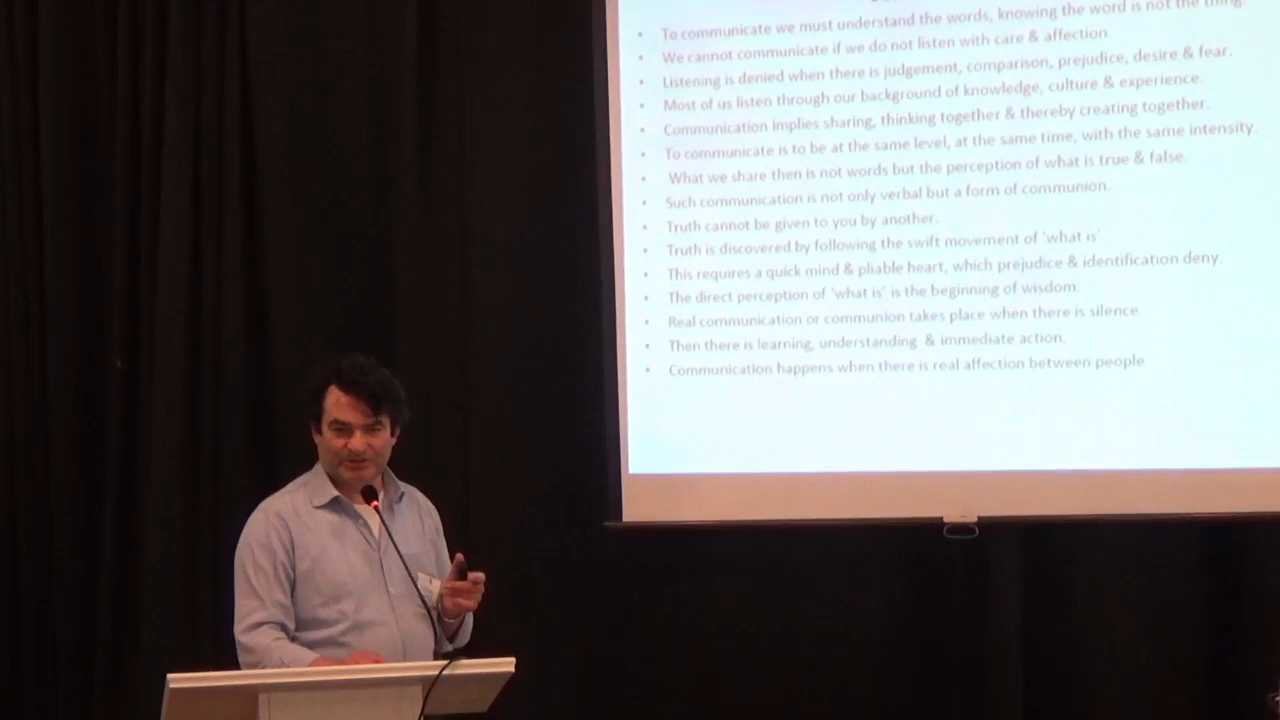 • To communicate we must understand the words, knowing the word is not the thing.
• We cannot communicate if we do not listen with care & affection
• Listening is denied when there is judgement, comparison, prejudice, desire & fear.
• Most of us listen through our background of knowledge, culture & experience.
• Communication implies sharing, thinking together & thereby creating together.
• To communicate is to be at the same level, at the same time, with the same intensity.
• What we share then is not words but the perception of what is true & false.
• Such communication is not only verbal but a form of communion.
• Truth cannot be given to you by another.
• Truth is discovered by following the swift movement of 'what is'
• This requires a quick mind & pliable heart, which prejudice & identification deny.
• The direct perception of 'what is' is the beginning of wisdom.
• Real communication or communion takes place when there is silence.
• Then there is learning, understanding & immediate action.
• Communication happens when there is real affection between people